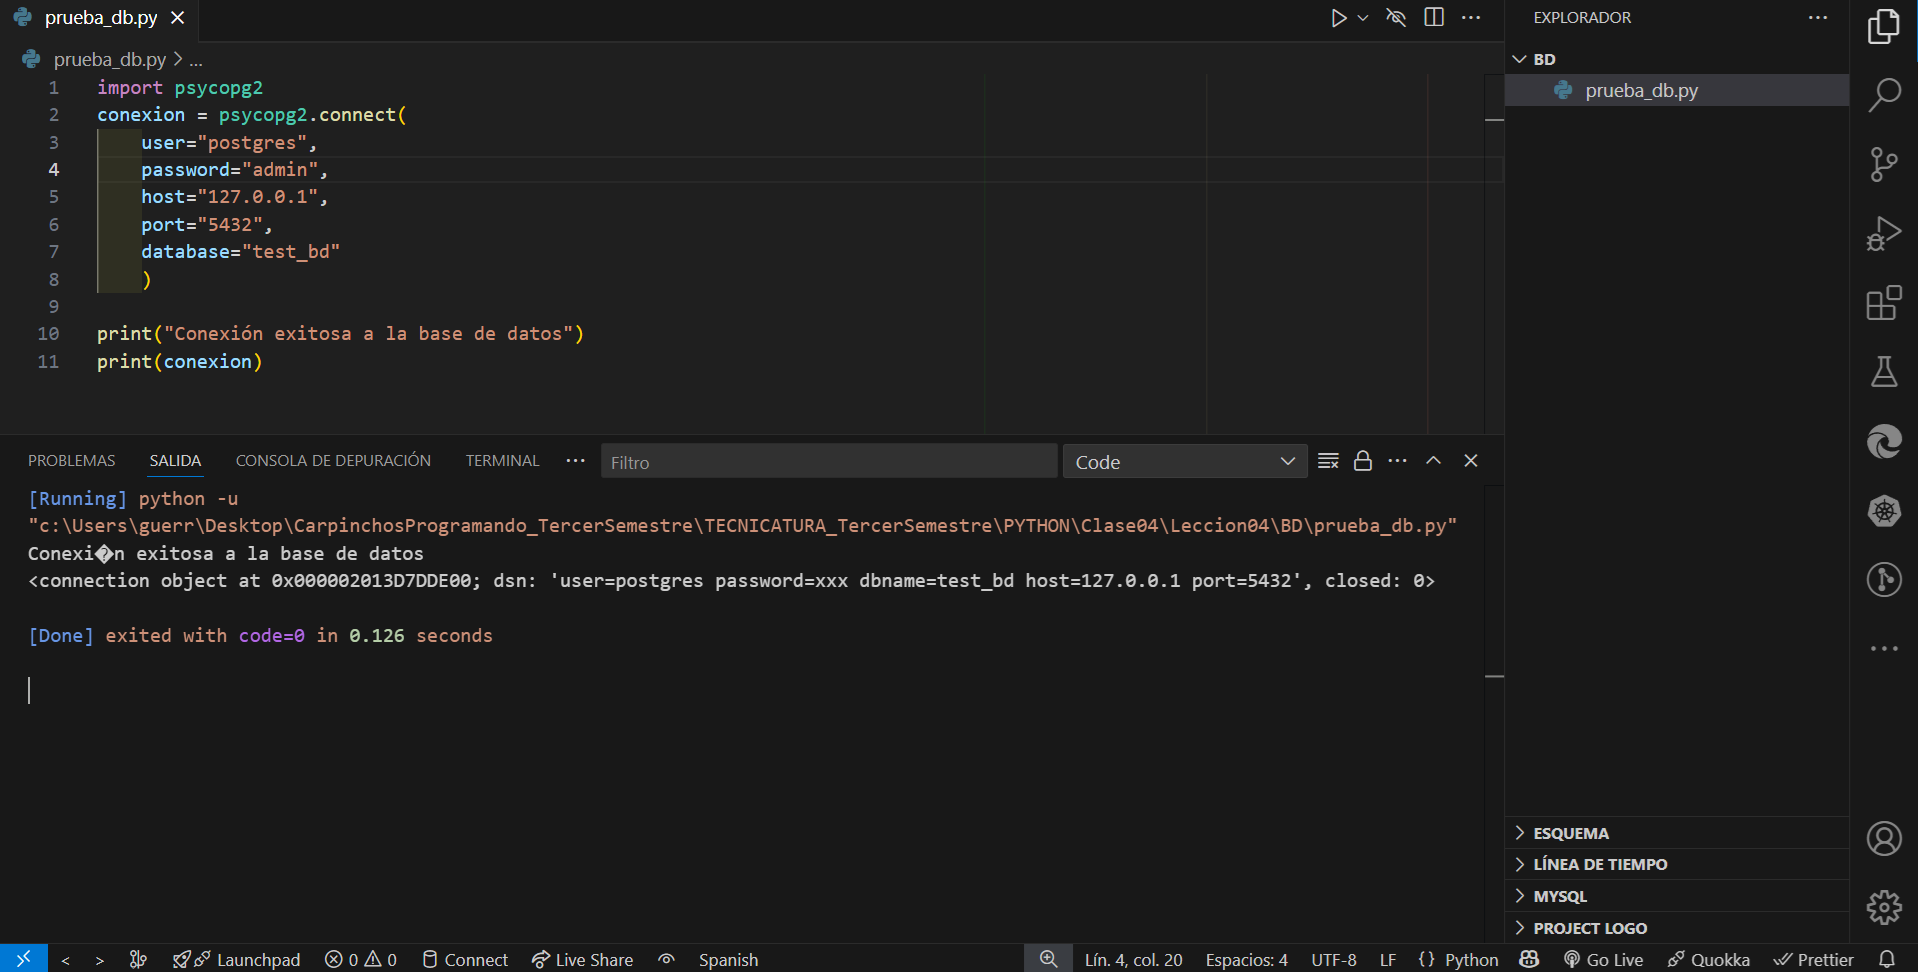 prueba_db.py
prueba_db.py > ...
1 import psycopg2
2 conexion = psycopg2.connect(
3     user="postgres",
4     password="admin",
5     host="127.0.0.1",
6     port="5432",
7     database="test_bd"
8     )
9
10 print("Conexión exitosa a la base de datos")
11 print(conexion)
PROBLEMAS SALIDA CONSOLA DE DEPURACIÓN TERMINAL ... Filtro Code
[Running] python -u
"c:\Users\guerr\Desktop\CarpinchosProgramando_TercerSemestre\TECNICATURA_TercerSemestre\PYTHON\Clase04\Leccion04\BD\prueba_db.py"
Conexi�n exitosa a la base de datos
<connection object at 0x000002013D7DDE00; dsn: 'user=postgres password=xxx dbname=test_bd host=127.0.0.1 port=5432', closed: 0>
[Done] exited with code=0 in 0.126 seconds
EXPLORADOR
BD
prueba_db.py
ESQUEMA
LÍNEA DE TIEMPO
MYSQL
PROJECT LOGO
Launchpad 0 0 Connect Live Share Spanish Lín. 4, col. 20 Espacios: 4 UTF-8 LF {} Python Go Live Quokka Prettier